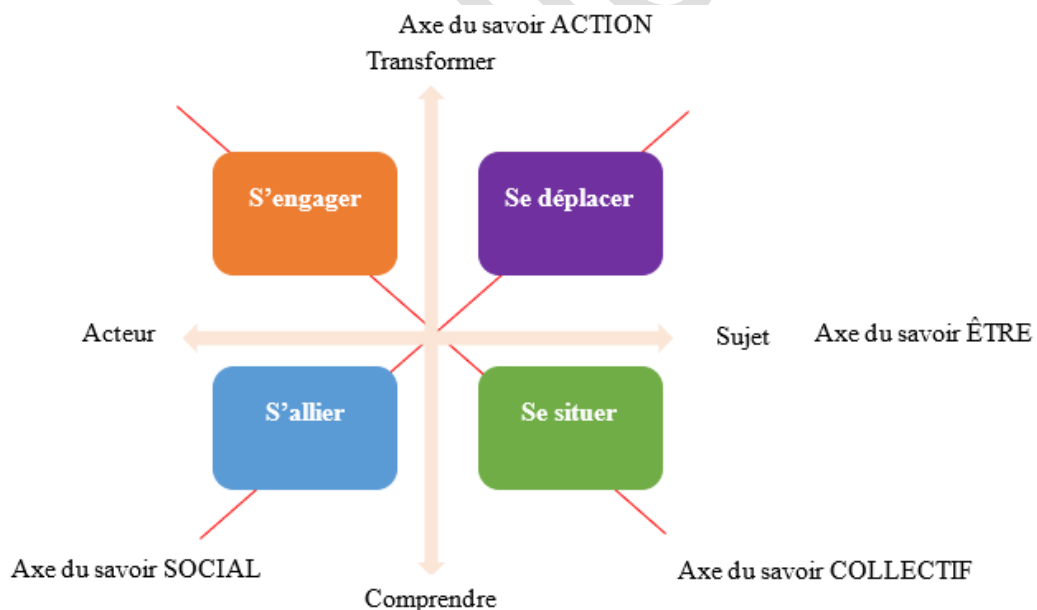 Axe du savoir ACTION
Transformer
S’engager
Se déplacer
Acteur
Sujet
Axe du savoir ÊTRE
S’allier
Se situer
Axe du savoir SOCIAL
Axe du savoir COLLECTIF
Comprendre